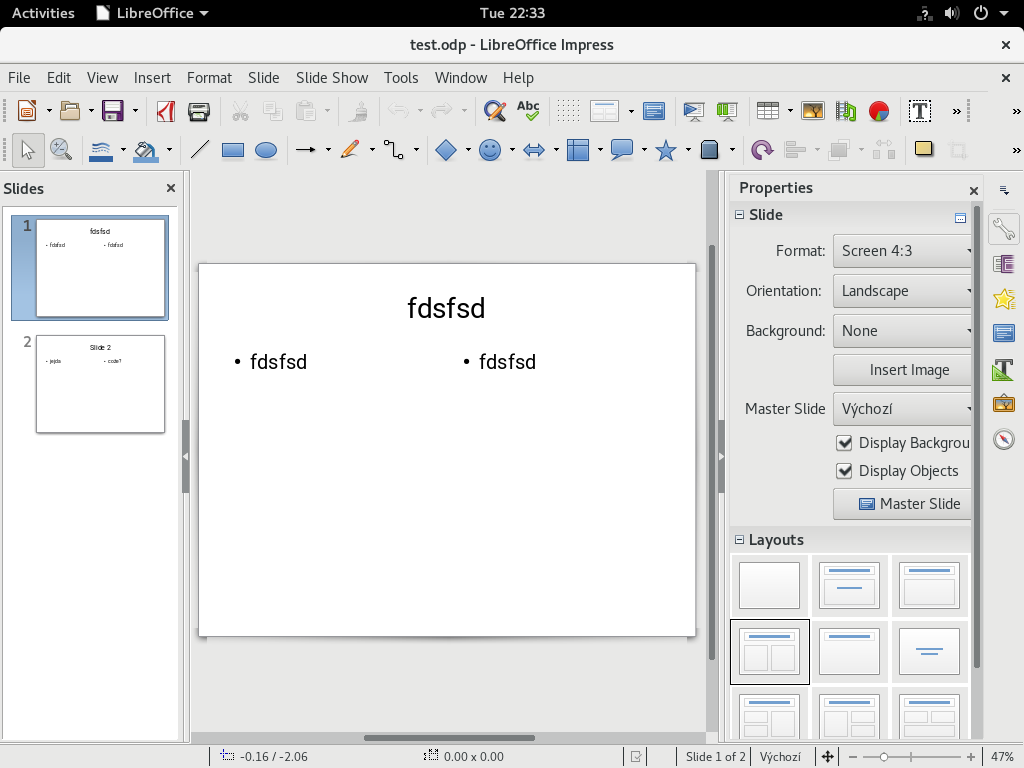 Activities LibreOffice Tue 22:33
test.odp - LibreOffice Impress
File Edit View Insert Format Slide Slide Show Tools Window Help
Abc
T
Slides
Properties
Slide
1
fdsfsd
fdsfsd fdsfsd
2
Slide 2
jejda code?
fdsfsd
• fdsfsd • fdsfsd
Format: Screen 4:3
Orientation: Landscape
Background: None
Insert Image
Master Slide Výchozí
Display Backgrou
Display Objects
Master Slide
Layouts
-0.16 / -2.06 0.00 x 0.00 Slide 1 of 2 Výchozí 47%